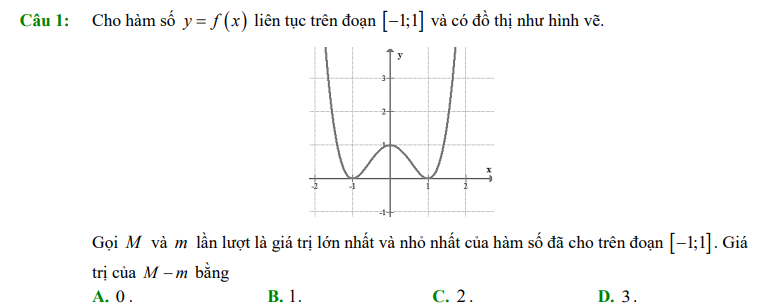 Câu 1: Cho hàm số y = f(x) liên tục trên đoạn [−1;1] và có đồ thị như hình vẽ.
y
3
2
1
x
-2 -1 1 2
-1
Gọi M và m lần lượt là giá trị lớn nhất và nhỏ nhất của hàm số đã cho trên đoạn [−1;1]. Giá
trị của M − m bằng
A. 0. B. 1. C. 2. D. 3.